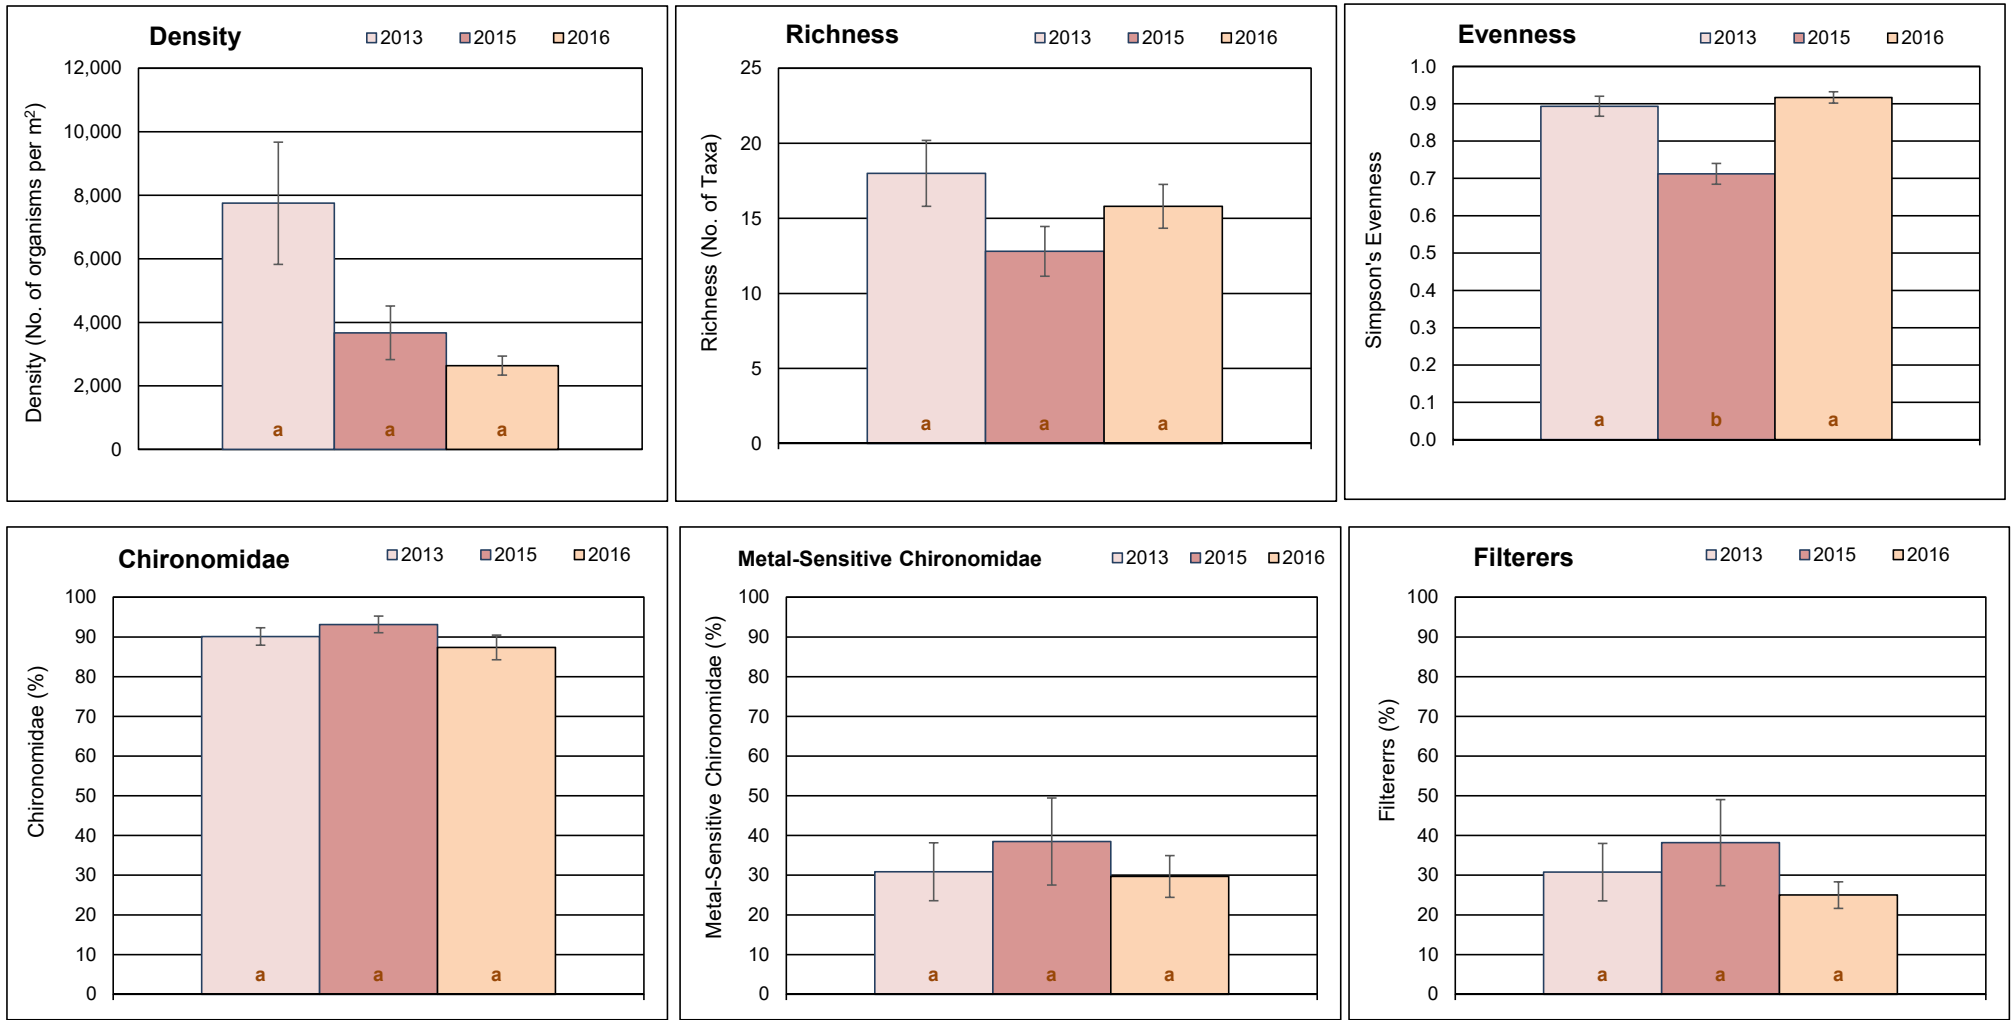 Density
2013 2015 2016
12,000
10,000
8,000
6,000
4,000
2,000
0
Density (No. of organisms per m²)
a a a
Richness
2013 2015 2016
25
20
15
10
5
0
Richness (No. of Taxa)
a a a
Evenness
2013 2015 2016
1.0
0.9
0.8
0.7
0.6
0.5
0.4
0.3
0.2
0.1
0.0
Simpson's Evenness
a b a
Chironomidae
2013 2015 2016
100
90
80
70
60
50
40
30
20
10
0
Chironomidae (%)
a a a
Metal-Sensitive Chironomidae
2013 2015 2016
100
90
80
70
60
50
40
30
20
10
0
Metal-Sensitive Chironomidae (%)
a a a
Filterers
2013 2015 2016
100
90
80
70
60
50
40
30
20
10
0
Filtererrs (%)
a a a